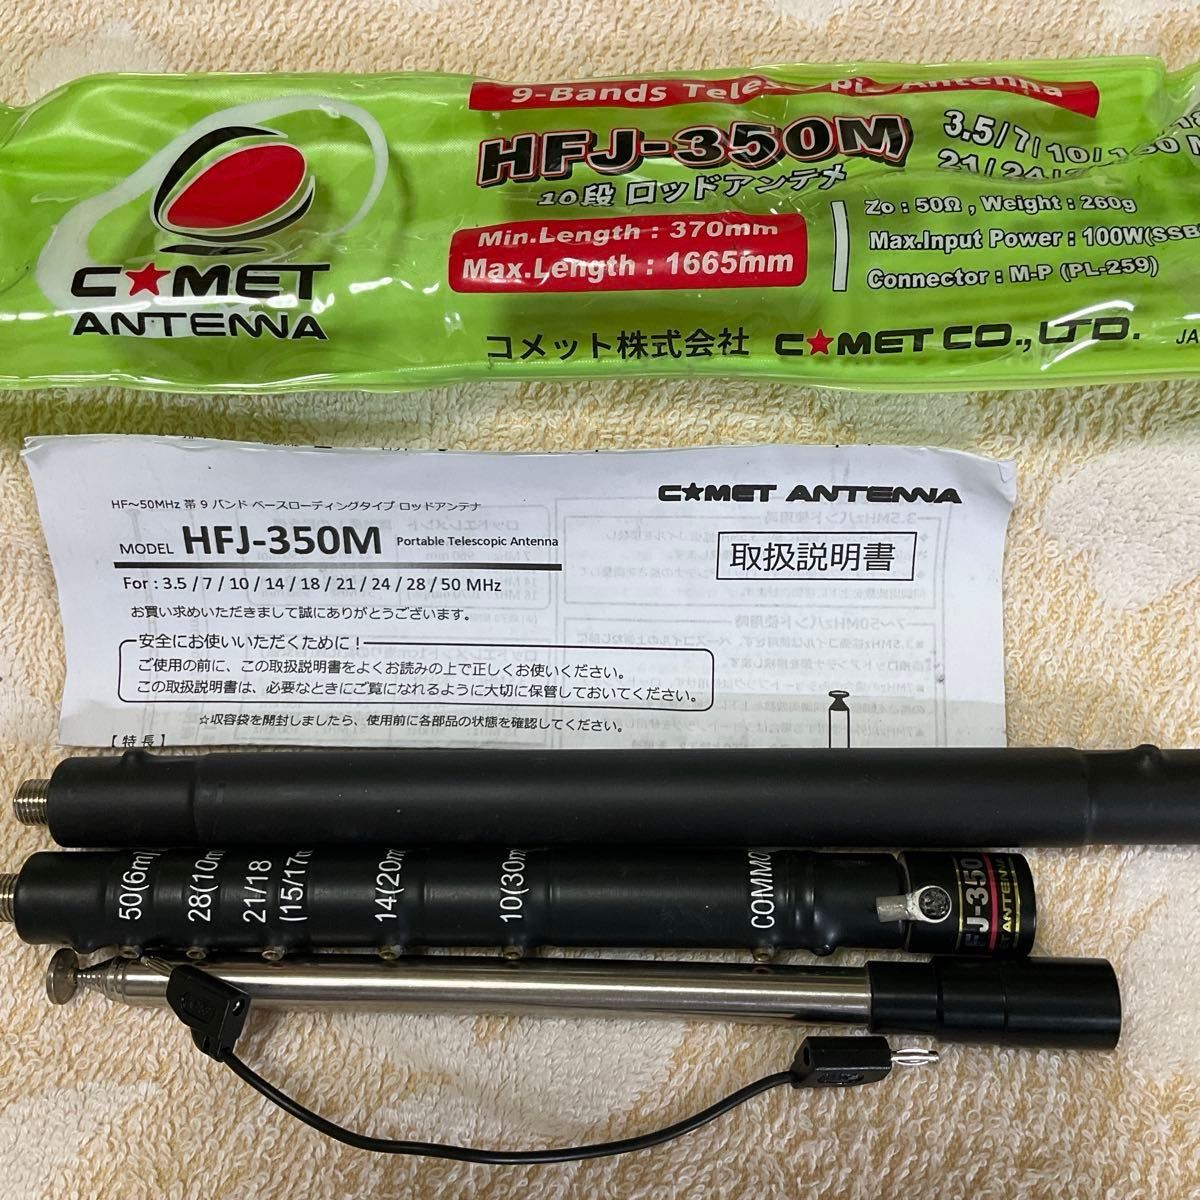 9-Bands Telescopic Antenna
HFJ-350M
10段 ロッドアンテナ
3.5/7/10/1
21/24/2
Min.Length : 370mm
Max.Length : 1665mm
Zo : 50Ω , Weight : 260g
Max.Input Power : 100W(SSB
Connector : M-P (PL-259)
C★MET
ANTENNA
コメット株式会社 C★MET CO., LTD.
JA
C★MET ANTENNA
HF～50MHz 帯 9 バンド ベースローディングタイプ ロッドアンテナ
MODEL HFJ-350M Portable Telescopic Antenna
取扱説明書
For : 3.5 / 7 / 10 / 14 / 18 / 21 / 24 / 28 / 50 MHz
お買い求めいただきまして誠にありがとうございます。
安全にお使いいただくために！
ご使用の前に、この取扱説明書をよくお読みの上で正しくお使いください。
この取扱説明書は、必要なときにご覧になれるように大切に保管しておいてください。
☆収容袋を開封しましたら、使用前に各部品の状態を確認してください。
【 特 長 】
50(6m)
28(10m
21/18
(15/17m
14(20m
10(30m
COMMO
FJ-350
ET ANTENNA